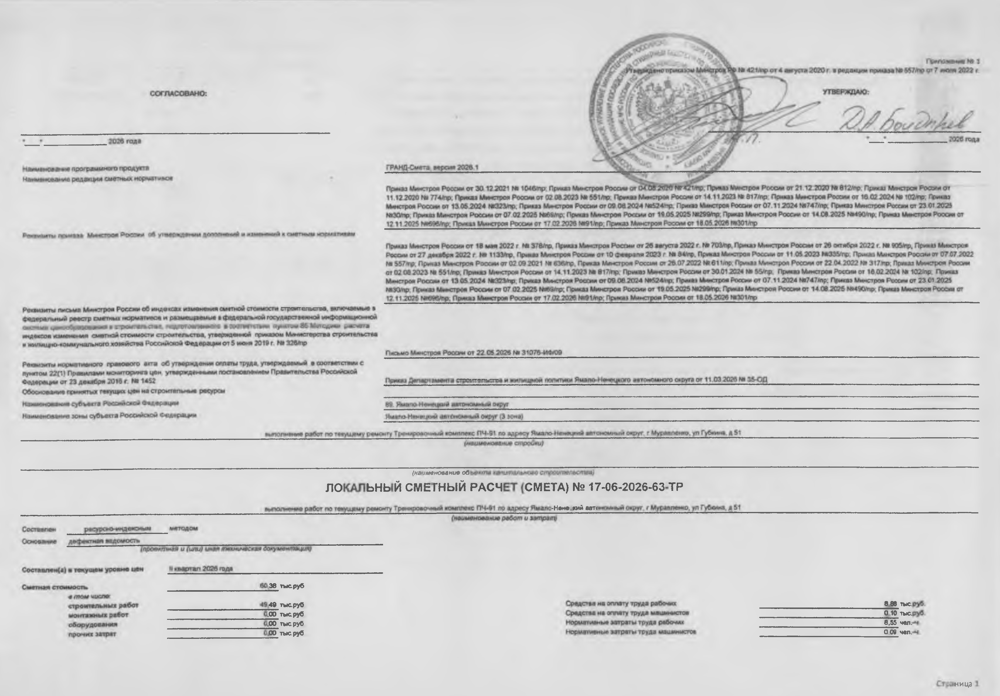 Приложение № 1
Утверждено приказом Минстроя РФ № 421/пр от 4 августа 2020 г. в редакции приказа № 557/пр от 7 июля 2022 г.
СОГЛАСОВАНО:
УТВЕРЖДАЮ:
Д.А.
"___"____________ 2026 года
"___"____________ 2026 года
Наименование программного продукта
ГРАНД-Смета, версия 2026.1
Наименование редакции сметных нормативов
Приказ Минстроя России от 30.12.2021 № 1046/пр; Приказ Минстроя России от 04.08.2020 № 421/пр; Приказ Минстроя России от 21.12.2020 № 812/пр; Приказ Минстроя России от
11.12.2020 № 774/пр; Приказ Минстроя России от 02.08.2023 № 551/пр; Приказ Минстроя России от 14.11.2023 № 817/пр; Приказ Минстроя России от 16.02.2024 № 102/пр; Приказ
Минстроя России от 13.05.2024 №323/пр; Приказ Минстроя России от 09.08.2024 №524/пр; Приказ Минстроя России от 07.11.2024 №747/пр; Приказ Минстроя России от 23.01.2025
№30/пр; Приказ Минстроя России от 07.02.2025 №69/пр; Приказ Минстроя России от 19.05.2025 №299/пр; Приказ Минстроя России от 14.08.2025 №490/пр; Приказ Минстроя России от
12.11.2025 №696/пр; Приказ Минстроя России от 17.02.2026 №91/пр; Приказ Минстроя России от 18.05.2026 №301/пр
Реквизиты приказа Минстроя России об утверждении дополнений и изменений к сметным нормативам
Приказ Минстроя России от 18 мая 2022 г. № 378/пр, Приказ Минстроя России от 26 августа 2022 г. № 703/пр, Приказ Минстроя России от 26 октября 2022 г. № 905/пр, Приказ Минстроя
России от 27 декабря 2022 г. № 1133/пр, Приказ Минстроя России от 10 февраля 2023 г. № 84/пр, Приказ Минстроя России от 11.05.2023 №335/пр; Приказ Минстроя России от 07.07.2022
№ 557/пр; Приказ Минстроя России от 02.09.2021 № 636/пр, Приказ Минстроя России от 26.07.2022 № 611/пр; Приказ Минстроя России от 22.04.2022 № 317/пр; Приказ Минстроя России
от 02.08.2023 № 551/пр; Приказ Минстроя России от 14.11.2023 № 817/пр; Приказ Минстроя России от 30.01.2024 № 55/пр; Приказ Минстроя России от 16.02.2024 № 102/пр; Приказ
Минстроя России от 13.05.2024 №323/пр; Приказ Минстроя России от 09.08.2024 №524/пр; Приказ Минстроя России от 07.11.2024 №747/пр; Приказ Минстроя России от 23.01.2025
№30/пр; Приказ Минстроя России от 07.02.2025 №69/пр; Приказ Минстроя России от 19.05.2025 №299/пр; Приказ Минстроя России от 14.08.2025 №490/пр; Приказ Минстроя России от
12.11.2025 №696/пр; Приказ Минстроя России от 17.02.2026 №91/пр; Приказ Минстроя России от 18.05.2026 №301/пр
Реквизиты письма Минстроя России об индексах изменения сметной стоимости строительства, включаемые в
федеральный реестр сметных нормативов и размещаемые в федеральной государственной информационной
системе ценообразования в строительстве, подготовленного в соответствии пунктом 85 Методики расчета
индексов изменения сметной стоимости строительства, утвержденной приказом Министерства строительства
и жилищно-коммунального хозяйства Российской Федерации от 5 июня 2019 г. № 326/пр
Письмо Минстроя России от 22.05.2026 № 31076-ИФ/09
Реквизиты нормативного правового акта об утверждении оплаты труда, утверждаемый в соответствии с
пунктом 22(1) Правилами мониторинга цен, утвержденными постановлением Правительства Российской
Федерации от 23 декабря 2016 г. № 1452
Приказ Департамента строительства и жилищной политики Ямало-Ненецкого автономного округа от 11.03.2026 № 35-ОД
Обоснование принятых текущих цен на строительные ресурсы
Наименование субъекта Российской Федерации
89. Ямало-Ненецкий автономный округ
Наименование зоны субъекта Российской Федерации
Ямало-Ненецкий автономный округ (3 зона)
выполнение работ по текущему ремонту Тренировочный комплекс ПЧ-91 по адресу Ямало-Ненецкий автономный округ, г Муравленко, ул Губкина, д 51
(наименование стройки)
(наименование объекта капитального строительства)
ЛОКАЛЬНЫЙ СМЕТНЫЙ РАСЧЕТ (СМЕТА) № 17-06-2026-63-ТР
выполнение работ по текущему ремонту Тренировочный комплекс ПЧ-91 по адресу Ямало-Ненецкий автономный округ, г Муравленко, ул Губкина, д 51
(наименование работ и затрат)
Составлен ресурсно-индексным методом
Основание дефектная ведомость
(проектная и (или) иная техническая документация)
Составлен(а) в текущем уровне цен II квартал 2026 года
Сметная стоимость 60,38 тыс.руб
в том числе:
строительных работ 49,49 тыс.руб
монтажных работ 0,00 тыс.руб
оборудования 0,00 тыс.руб
прочих затрат 0,00 тыс.руб
Средства на оплату труда рабочих 8,86 тыс.руб.
Средства на оплату труда машинистов 0,10 тыс.руб.
Нормативные затраты труда рабочих 8,55 чел.-ч
Нормативные затраты труда машинистов 0,09 чел.-ч
Страница 1